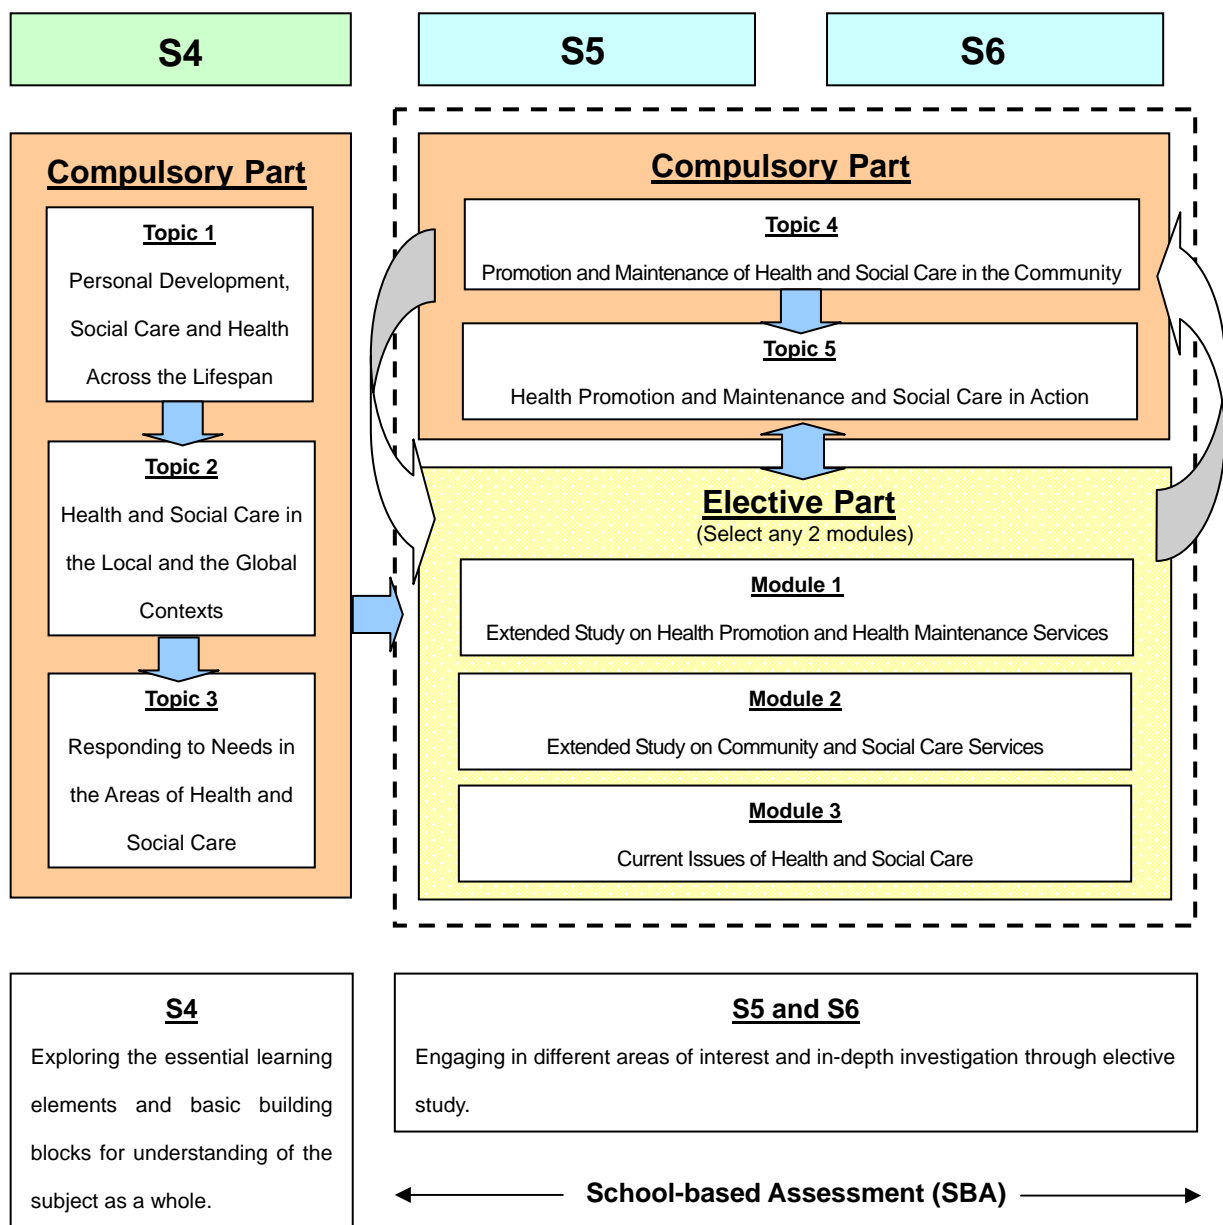 S4
S5
S6
Compulsory Part
Topic 1
Personal Development,
Social Care and Health
Across the Lifespan
Topic 2
Health and Social Care in
the Local and the Global
Contexts
Topic 3
Responding to Needs in
the Areas of Health and
Social Care
Compulsory Part
Topic 4
Promotion and Maintenance of Health and Social Care in the Community
Topic 5
Health Promotion and Maintenance and Social Care in Action
Elective Part
(Select any 2 modules)
Module 1
Extended Study on Health Promotion and Health Maintenance Services
Module 2
Extended Study on Community and Social Care Services
Module 3
Current Issues of Health and Social Care
S4
Exploring the essential learning
elements and basic building
blocks for understanding of the
subject as a whole.
S5 and S6
Engaging in different areas of interest and in-depth investigation through elective
study.
School-based Assessment (SBA)